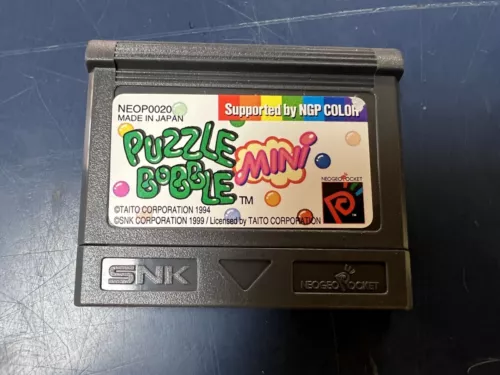 NEOP0020
MADE IN JAPAN
Supported by NGP COLOR
PUZZLE
BOBBLE
MINI
TM
NEOGEO POCKET
©TAITO CORPORATION 1994
©SNK CORPORATION 1999 / Licensed by TAITO CORPORATION
SNK
NEOGEO POCKET